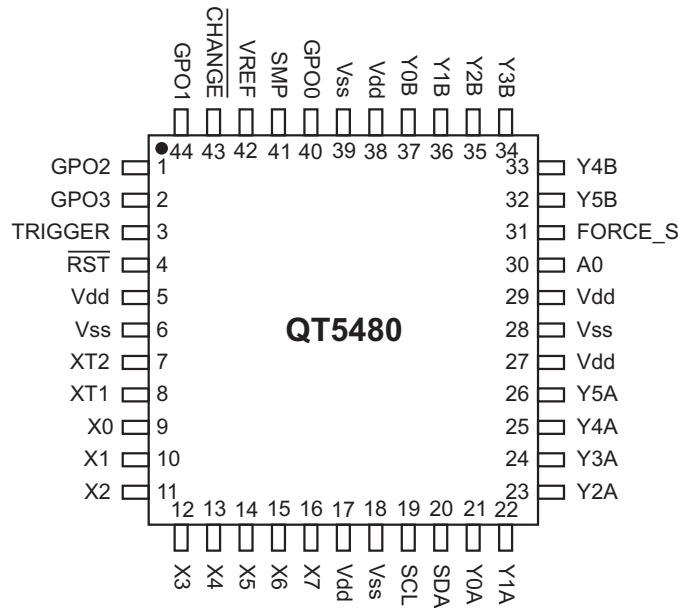 GPO1 CHANGE VREF SMP GPO0 Vss Vdd Y0B Y1B Y2B Y3B
44 43 42 41 40 39 38 37 36 35 34
GPO2 1 33 Y4B
GPO3 2 32 Y5B
TRIGGER 3 31 FORCE_S
RST 4 30 A0
Vdd 5 29 Vdd
Vss 6 28 Vss
QT5480
XT2 7 27 Vdd
XT1 8 26 Y5A
X0 9 25 Y4A
X1 10 24 Y3A
X2 11 23 Y2A
12 13 14 15 16 17 18 19 20 21 22
X3 X4 X5 X6 X7 Vdd Vss SCL SDA Y0A Y1A